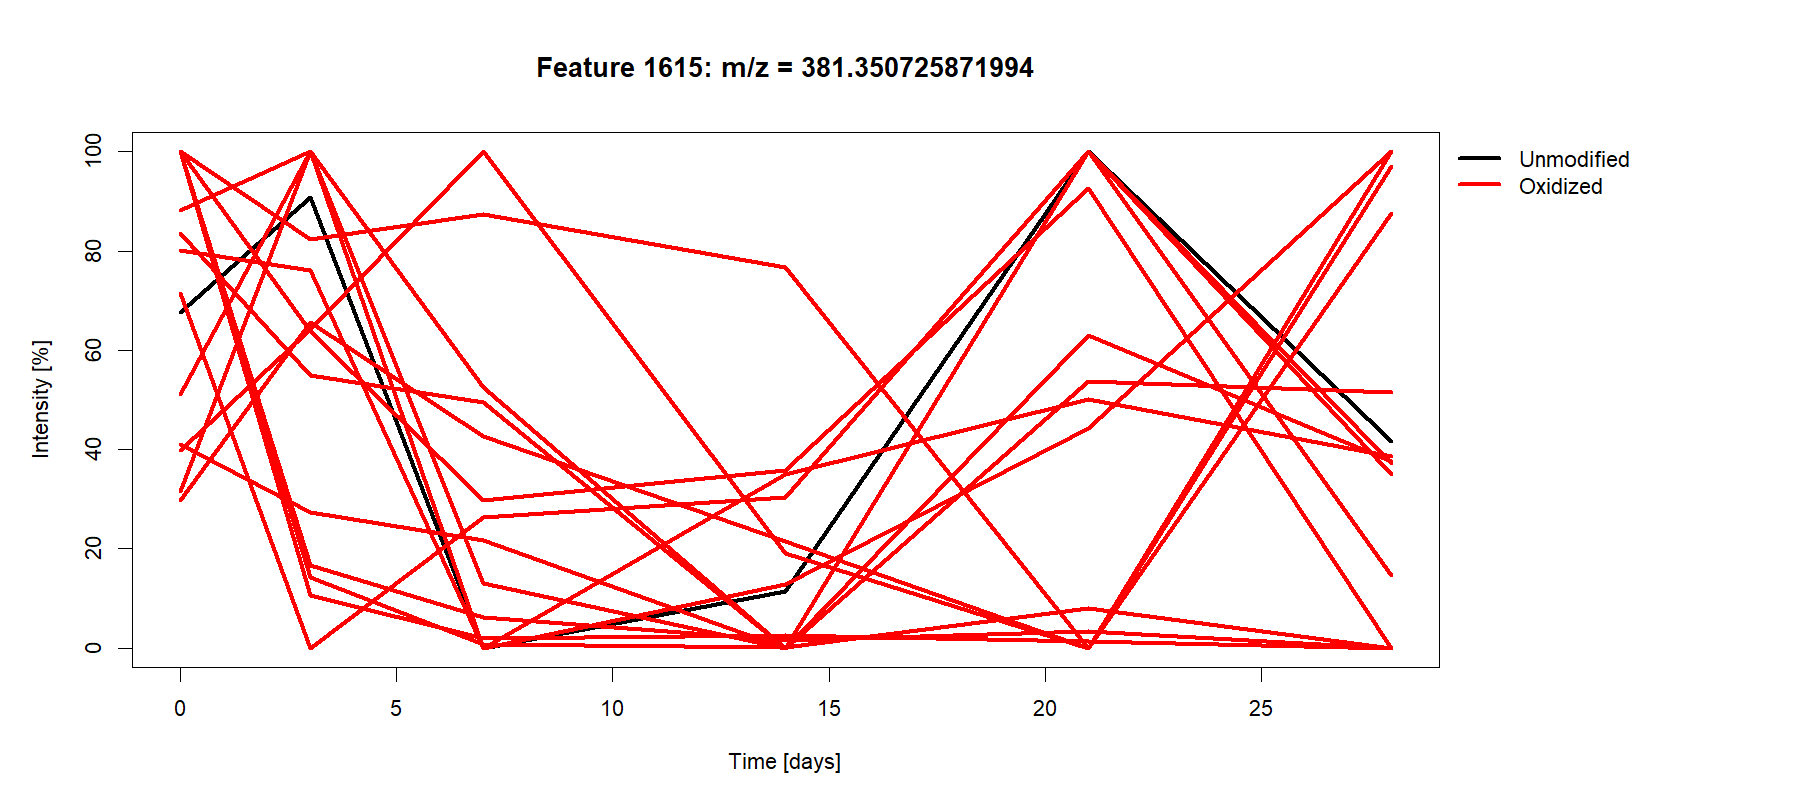 Feature 1615: m/z = 381.350725871994
Unmodified
Oxidized
Intensity [%]
100
80
60
40
20
0
0 5 10 15 20 25
Time [days]